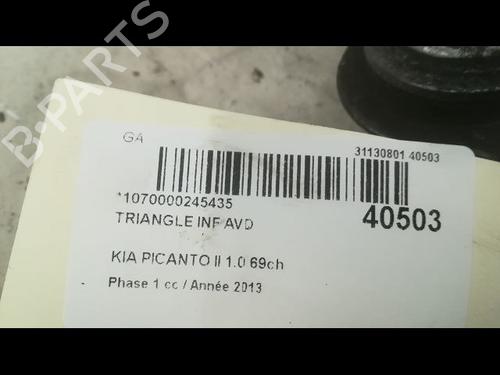 B-PARTS
GA
31130801 40503
*1070000245435
TRIANGLE INF AVD
40503
KIA PICANTO II 1.0 69ch
Phase 1 cc / Année 2013